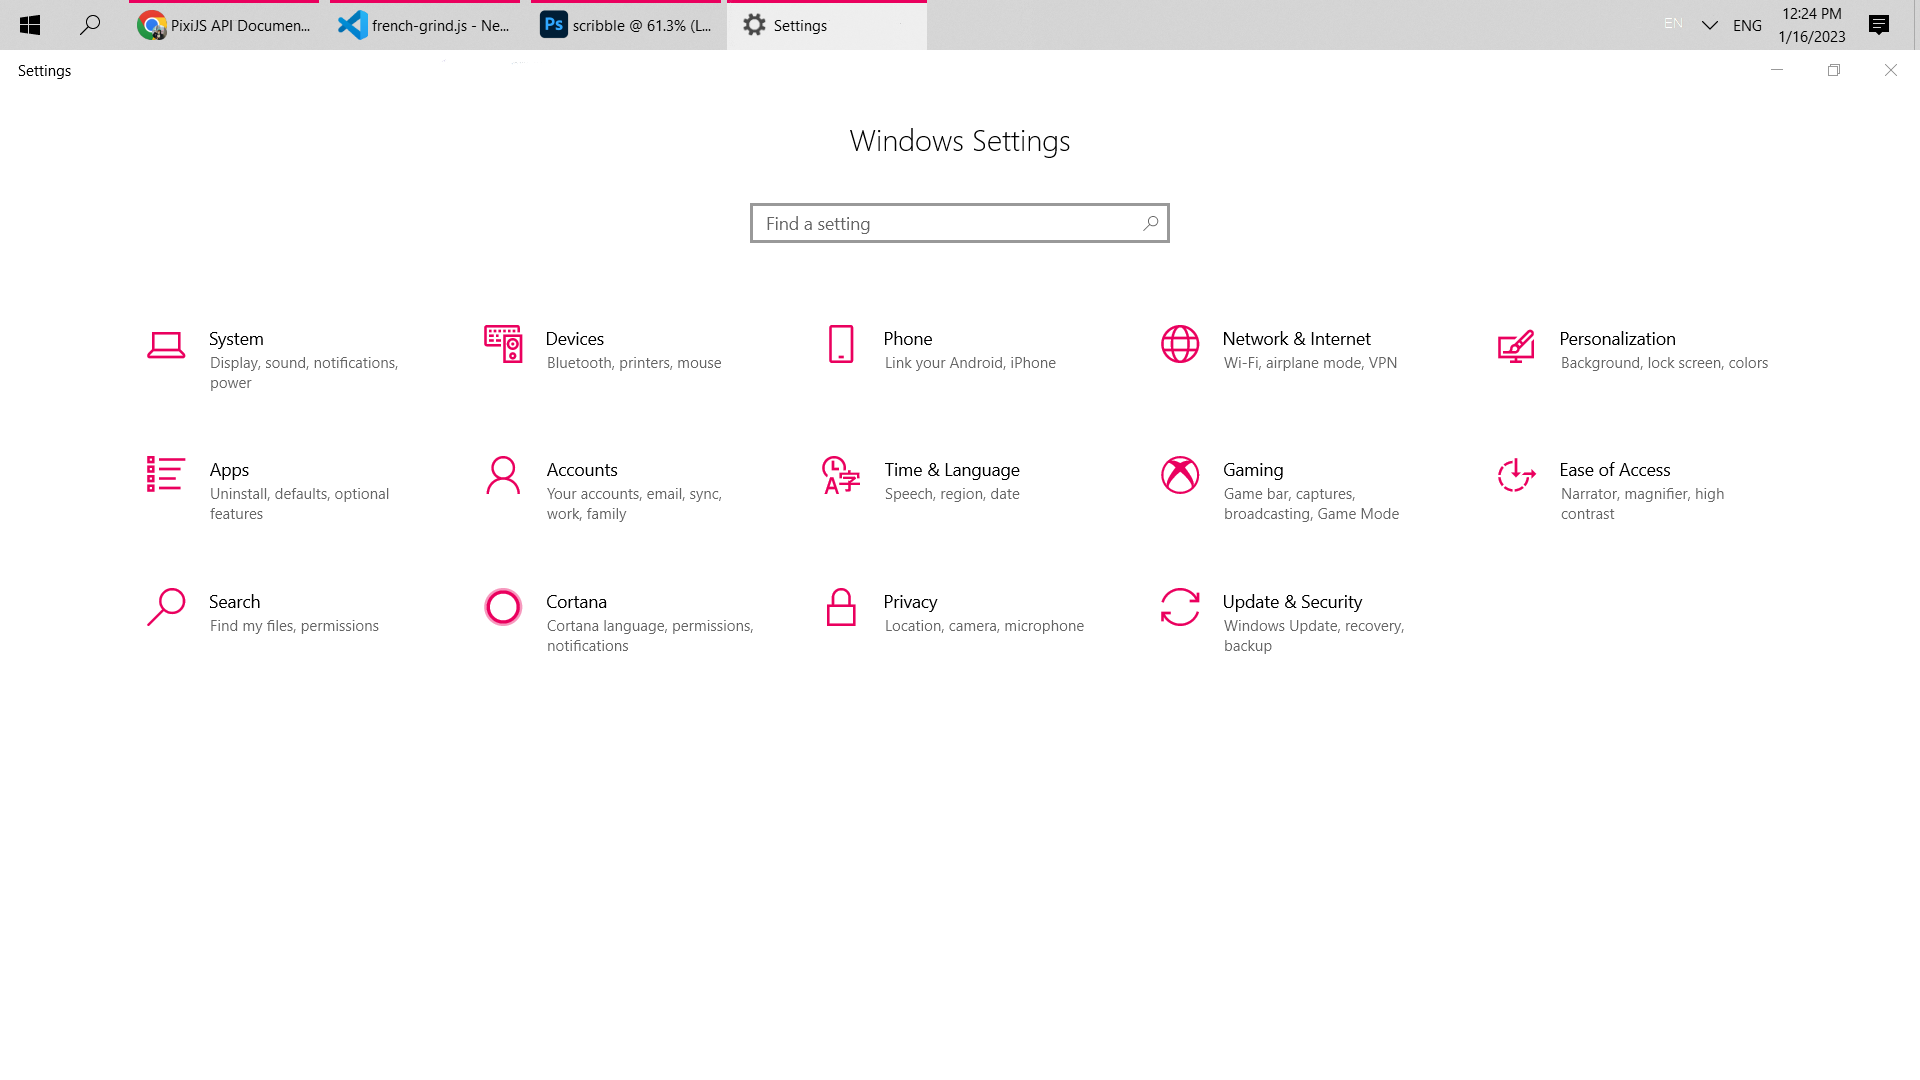 PixiJS API Documen...
french-grind.js - Ne...
Ps
scribble @ 61.3% (L...
Settings
EN
ENG
12:24 PM
1/16/2023
Settings
Windows Settings
Find a setting
System
Display, sound, notifications,
power
Devices
Bluetooth, printers, mouse
Phone
Link your Android, iPhone
Network & Internet
Wi-Fi, airplane mode, VPN
Personalization
Background, lock screen, colors
Apps
Uninstall, defaults, optional
features
Accounts
Your accounts, email, sync,
work, family
Time & Language
Speech, region, date
Gaming
Game bar, captures,
broadcasting, Game Mode
Ease of Access
Narrator, magnifier, high
contrast
Search
Find my files, permissions
Cortana
Cortana language, permissions,
notifications
Privacy
Location, camera, microphone
Update & Security
Windows Update, recovery,
backup